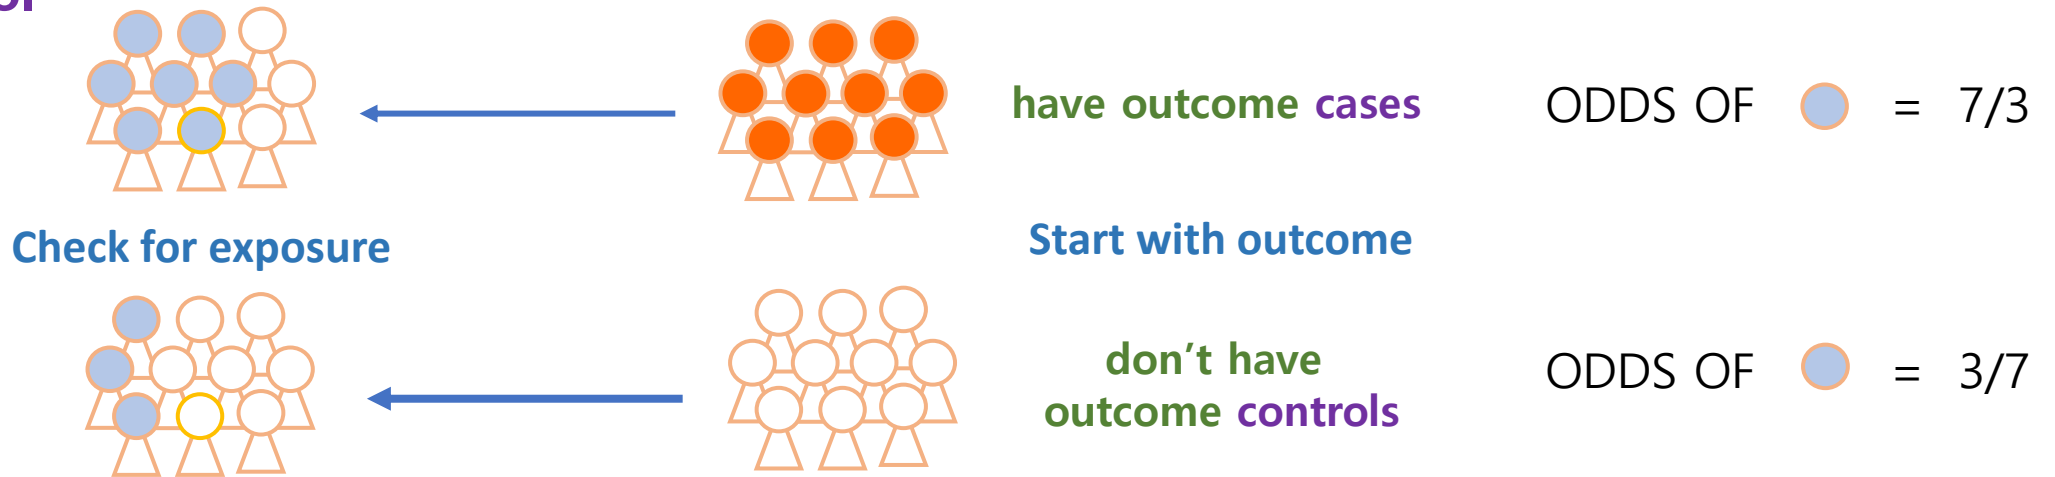 have outcome cases
ODDS OF = 7/3
Check for exposure
Start with outcome
don't have
outcome controls
ODDS OF = 3/7